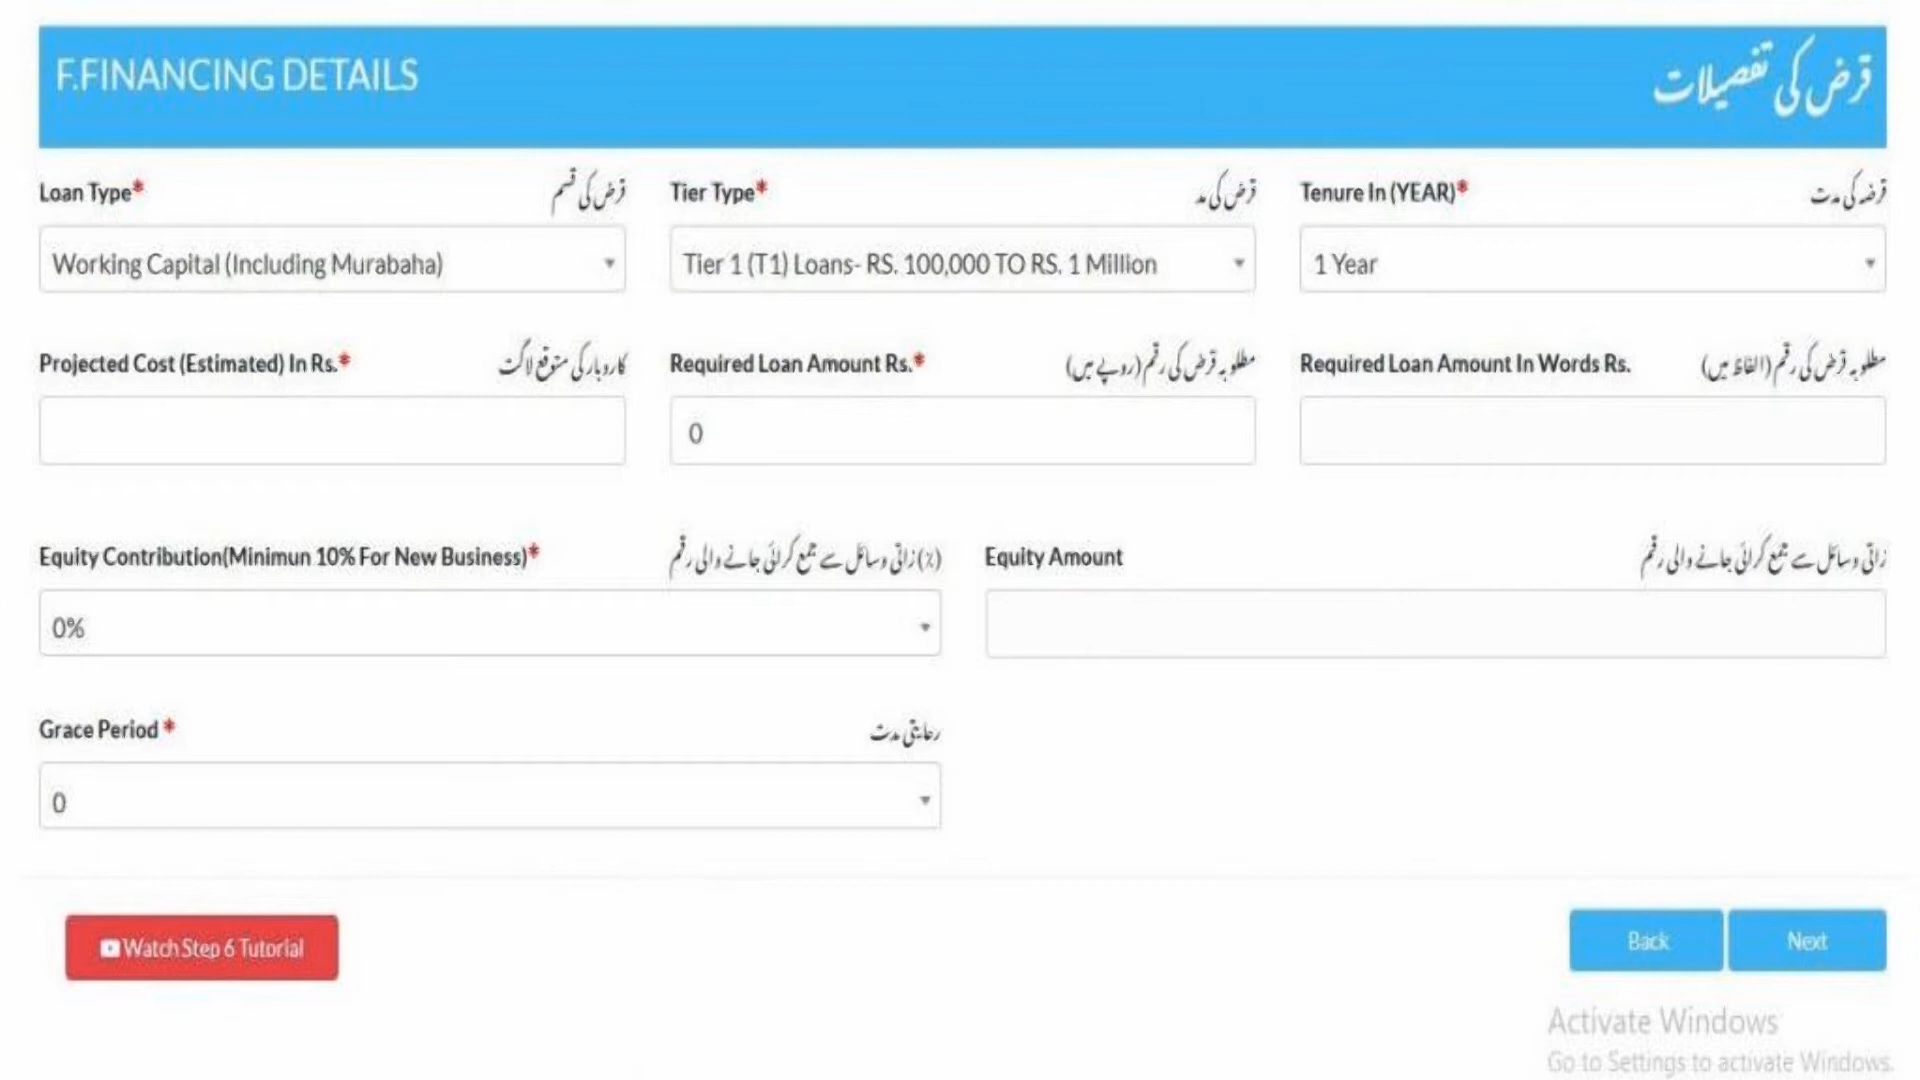 F.FINANCING DETAILS قرض کی تفصیلات
Loan Type* قرض کی قسم
Tier Type* قرض کی مد
Tenure In (YEAR)* قرضہ کی مدت
Working Capital (Including Murabaha)
Tier 1 (T1) Loans- RS. 100,000 TO RS. 1 Million
1 Year
Projected Cost (Estimated) In Rs.* کاروبار کی متوقع لاگت
Required Loan Amount Rs.* مطلوبہ قرض کی رقم (روپے میں)
Required Loan Amount In Words Rs. مطلوبہ قرض کی رقم (الفاظ میں)
0
Equity Contribution(Minimun 10% For New Business)* (%) ذاتی وسائل سے جمع کرائی جانے والی رقم
Equity Amount ذاتی وسائل سے جمع کرائی جانے والی رقم
0%
Grace Period * رعایتی مدت
0
Watch Step 6 Tutorial
Back
Next
Activate Windows
Go to Settings to activate Windows.